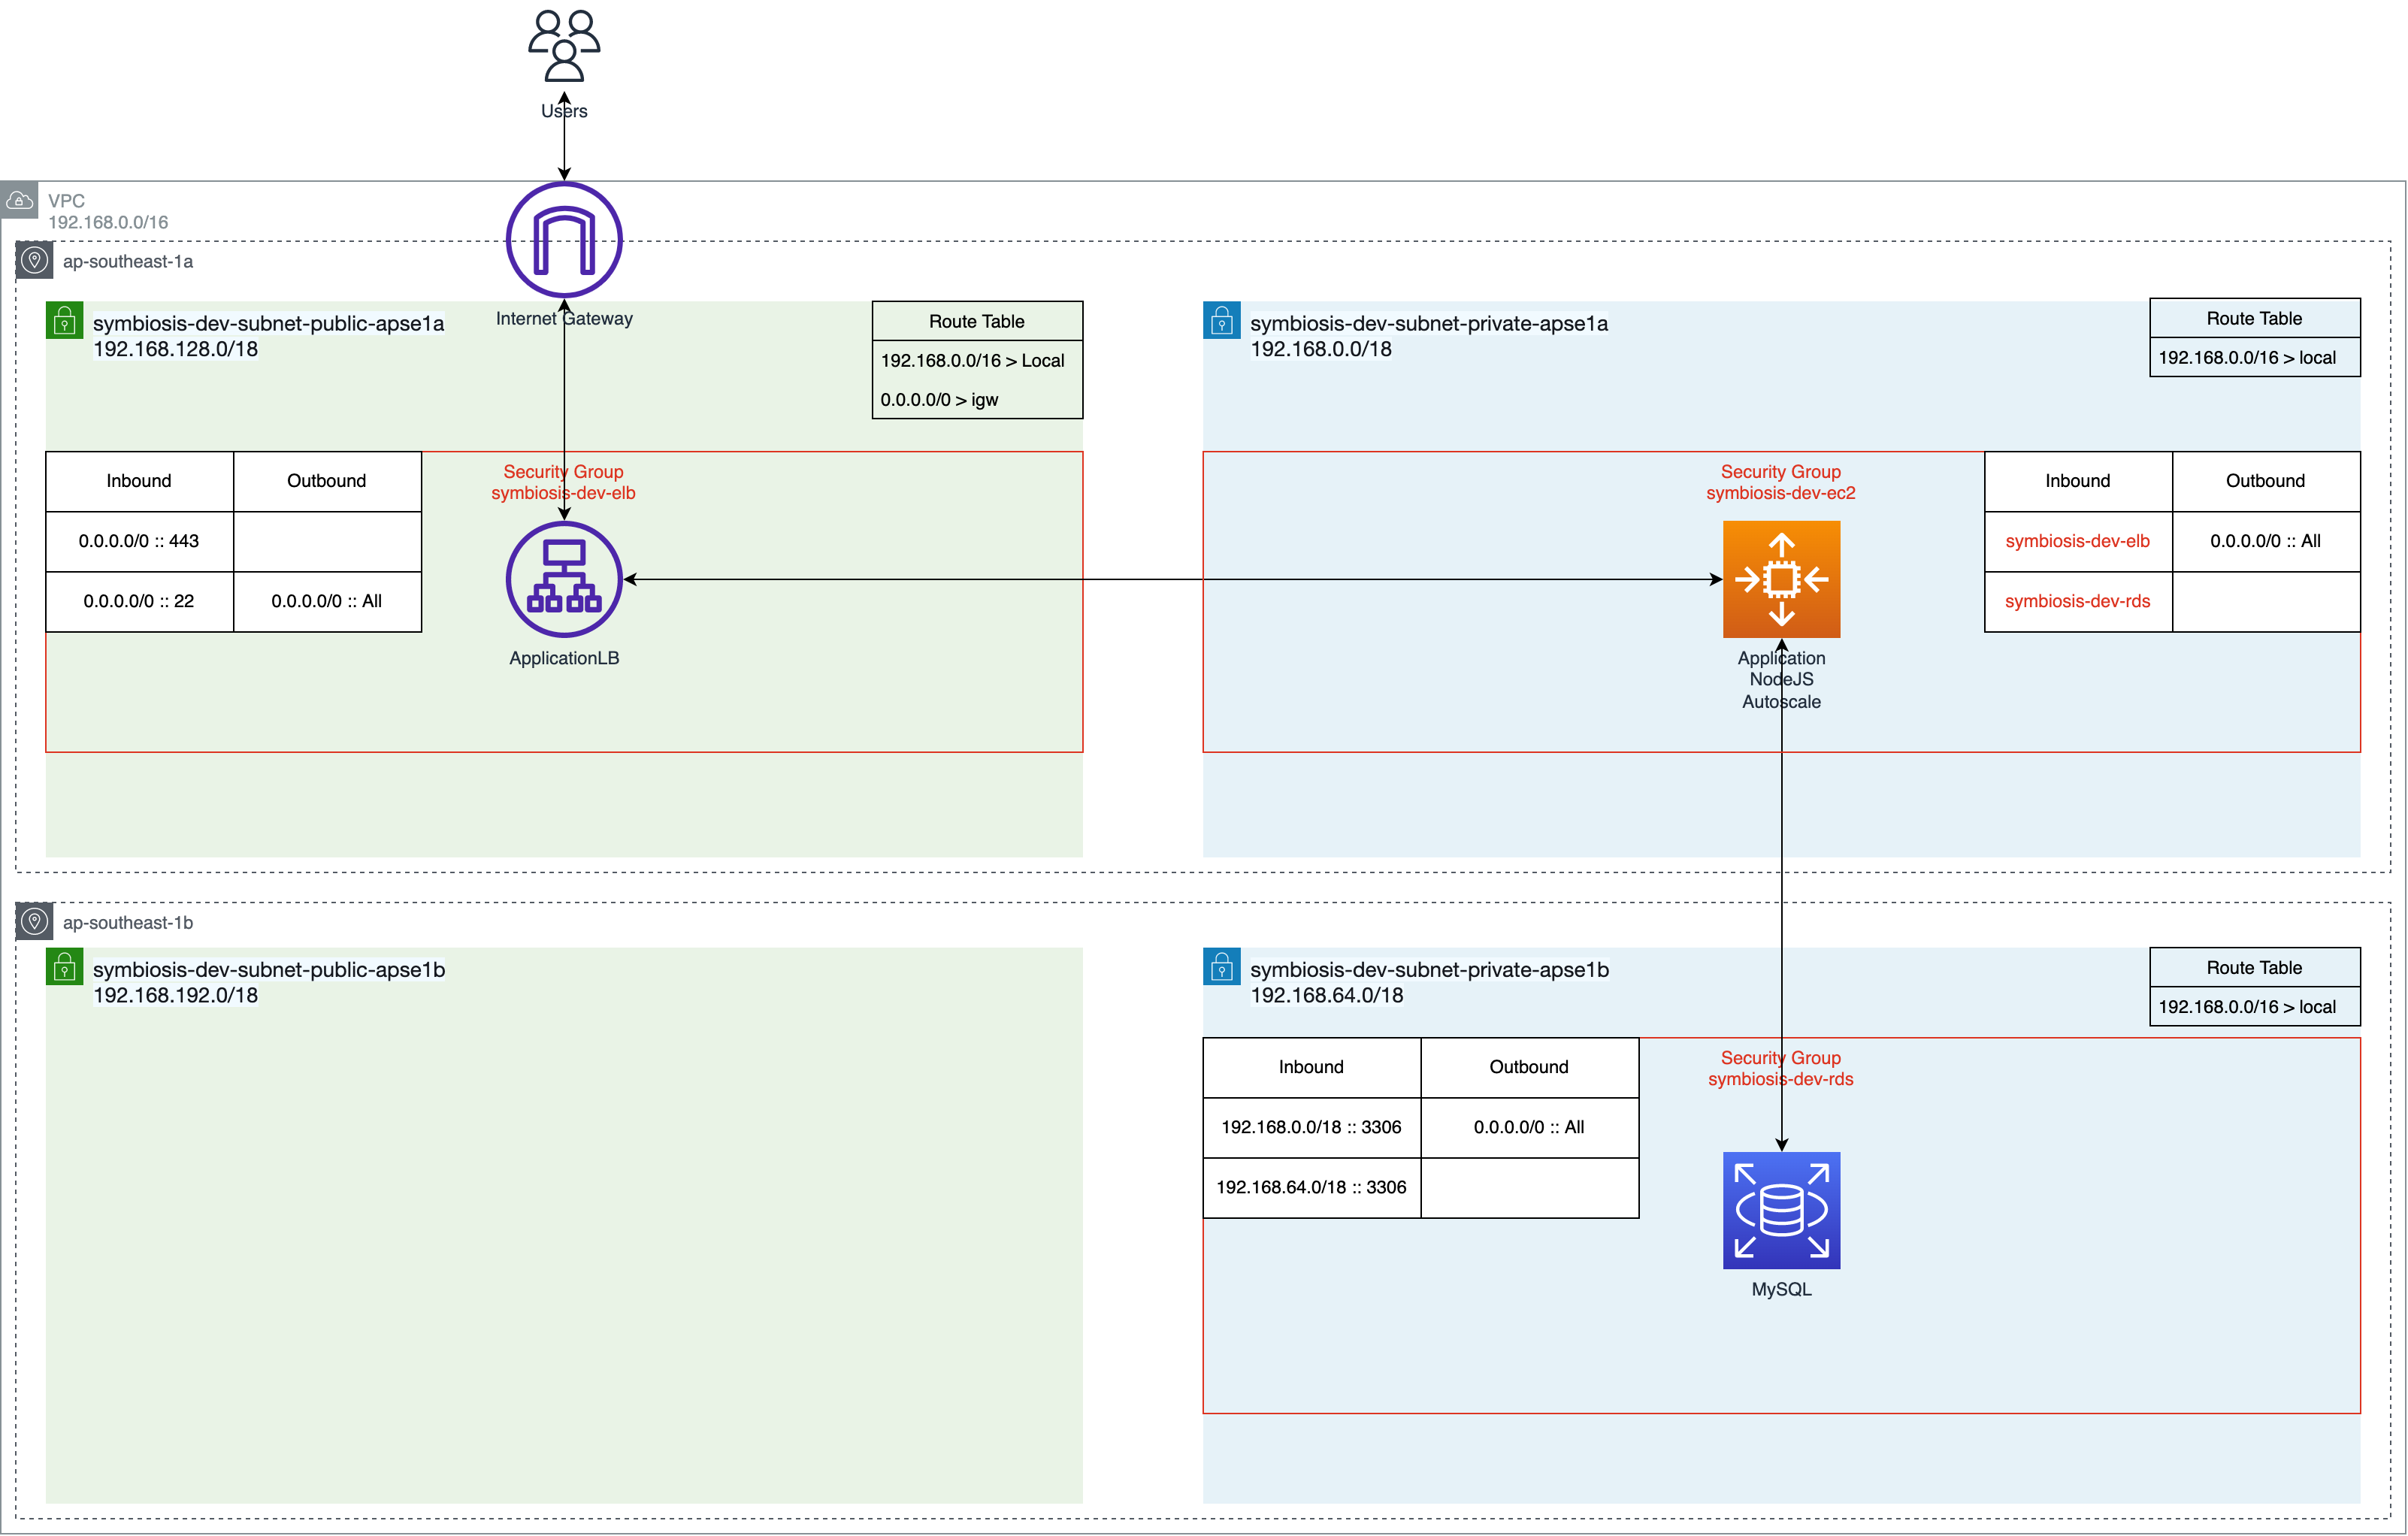 Users
VPC
192.168.0.0/16
ap-southeast-1a
Internet Gateway
symbiosis-dev-subnet-public-apse1a
192.168.128.0/18
Route Table
192.168.0.0/16 > Local
0.0.0.0/0 > igw
Inbound
Outbound
0.0.0.0/0 :: 443
0.0.0.0/0 :: 22
0.0.0.0/0 :: All
Security Group
symbiosis-dev-elb
ApplicationLB
symbiosis-dev-subnet-private-apse1a
192.168.0.0/18
Route Table
192.168.0.0/16 > local
Security Group
symbiosis-dev-ec2
Application
NodeJS
Autoscale
Inbound
Outbound
symbiosis-dev-elb
0.0.0.0/0 :: All
symbiosis-dev-rds
ap-southeast-1b
symbiosis-dev-subnet-public-apse1b
192.168.192.0/18
symbiosis-dev-subnet-private-apse1b
192.168.64.0/18
Route Table
192.168.0.0/16 > local
Inbound
Outbound
192.168.0.0/18 :: 3306
0.0.0.0/0 :: All
192.168.64.0/18 :: 3306
Security Group
symbiosis-dev-rds
MySQL